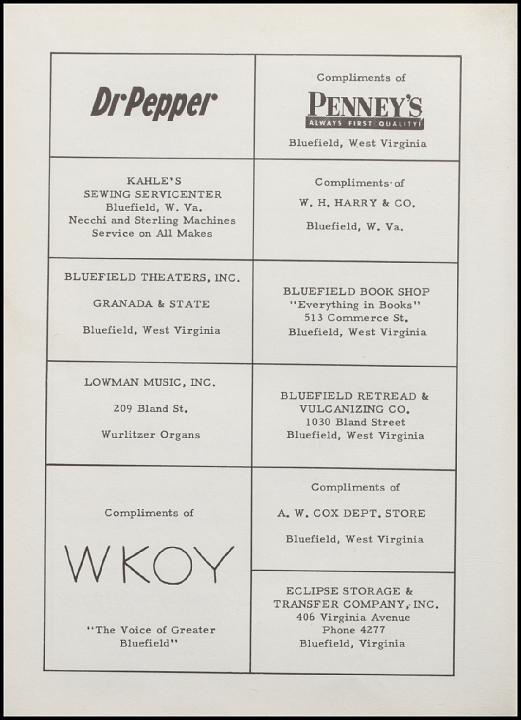 Dr Pepper
Compliments of
PENNEY'S
ALWAYS FIRST QUALITY!
Bluefield, West Virginia
KAHLE'S
SEWING SERVICENTER
Bluefield, W. Va.
Necchi and Sterling Machines
Service on All Makes
Compliments of
W. H. HARRY & CO.
Bluefield, W. Va.
BLUEFIELD THEATERS, INC.
GRANADA & STATE
Bluefield, West Virginia
BLUEFIELD BOOK SHOP
"Everything in Books"
513 Commerce St.
Bluefield, West Virginia
LOWMAN MUSIC, INC.
209 Bland St.
Wurlitzer Organs
BLUEFIELD RETREAD &
VULCANIZING CO.
1030 Bland Street
Bluefield, West Virginia
Compliments of
WKOY
"The Voice of Greater
Bluefield"
Compliments of
A. W. COX DEPT. STORE
Bluefield, West Virginia
ECLIPSE STORAGE &
TRANSFER COMPANY, INC.
406 Virginia Avenue
Phone 4277
Bluefield, Virginia